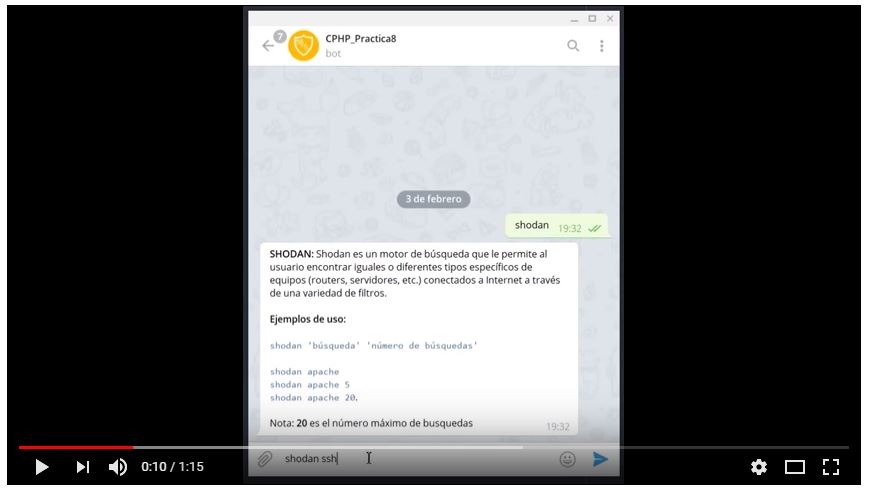 7
CPHP_Practica8
bot
3 de febrero
shodan 19:32
SHODAN: Shodan es un motor de búsqueda que le permite al
usuario encontrar iguales o diferentes tipos específicos de
equipos (routers, servidores, etc.) conectados a Internet a través
de una variedad de filtros.
Ejemplos de uso:
shodan 'búsqueda' 'número de búsquedas'
shodan apache
shodan apache 5
shodan apache 20.
Nota: 20 es el número máximo de busquedas 19:32
shodan ssh
0:10 / 1:15